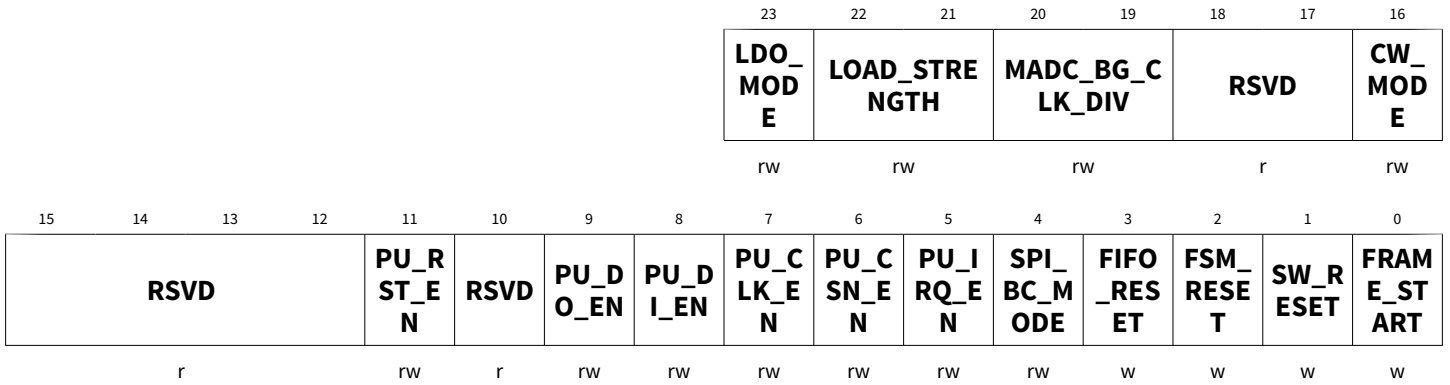 23 22 21 20 19 18 17 16
LDO_ LOAD_STRE MADC_BG_C RSVD CW_
MOD NGTH LK_DIV MOD
E E
rw rw rw r rw
15 14 13 12 11 10 9 8 7 6 5 4 3 2 1 0
RSVD PU_R RSVD PU_D PU_D PU_C PU_C PU_I SPI_ FIFO FSM_ SW_R FRAM
ST_E O_EN I_EN LK_E SN_E RQ_E BC_M _RES RESE ESET E_ST
N N N N ODE ET T ART
r rw r rw rw rw rw rw rw w w w w